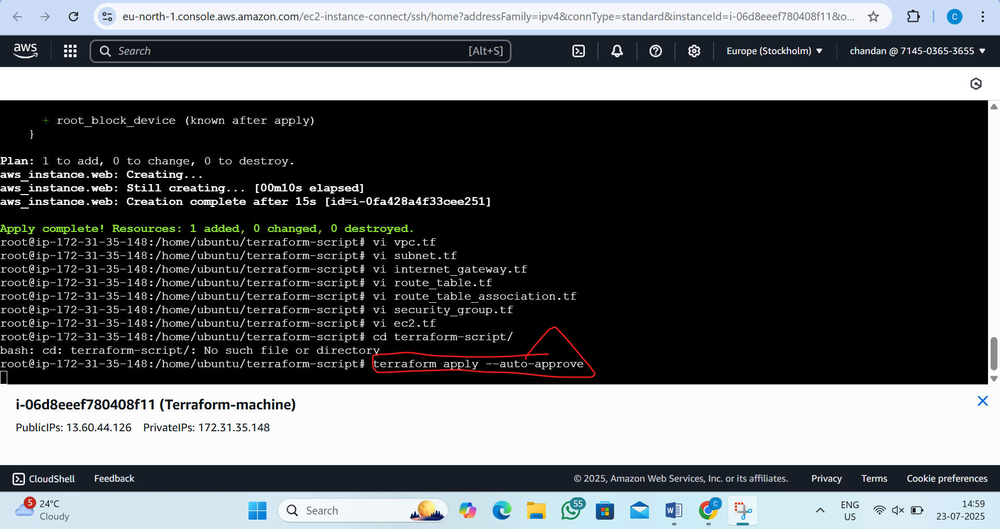 eu-north-1.console.aws.amazon.com/ec2-instance-connect/ssh/home?addressFamily=ipv4&connType=standard&instanceId=i-06d8eeef780408f11&o...
C
aws
Search
[Alt+S]
Europe (Stockholm) ▼
chandan @ 7145-0365-3655 ▼
+ root_block_device (known after apply)
}
Plan: 1 to add, 0 to change, 0 to destroy.
aws_instance.web: Creating...
aws_instance.web: Still creating... [00m10s elapsed]
aws_instance.web: Creation complete after 15s [id=i-0fa428a4f33cee251]
Apply complete! Resources: 1 added, 0 changed, 0 destroyed.
root@ip-172-31-35-148:/home/ubuntu/terraform-script# vi vpc.tf
root@ip-172-31-35-148:/home/ubuntu/terraform-script# vi subnet.tf
root@ip-172-31-35-148:/home/ubuntu/terraform-script# vi internet_gateway.tf
root@ip-172-31-35-148:/home/ubuntu/terraform-script# vi route_table.tf
root@ip-172-31-35-148:/home/ubuntu/terraform-script# vi route_table_association.tf
root@ip-172-31-35-148:/home/ubuntu/terraform-script# vi security_group.tf
root@ip-172-31-35-148:/home/ubuntu/terraform-script# vi ec2.tf
root@ip-172-31-35-148:/home/ubuntu/terraform-script# cd terraform-script/
bash: cd: terraform-script/: No such file or directory
root@ip-172-31-35-148:/home/ubuntu/terraform-script# terraform apply --auto-approve
i-06d8eeef780408f11 (Terraform-machine)
PublicIPs: 13.60.44.126 PrivateIPs: 172.31.35.148
CloudShell
Feedback
© 2025, Amazon Web Services, Inc. or its affiliates.
Privacy
Terms
Cookie preferences
5
24°C
Cloudy
Search
55
W
C
ENG
US
14:59
23-07-2025